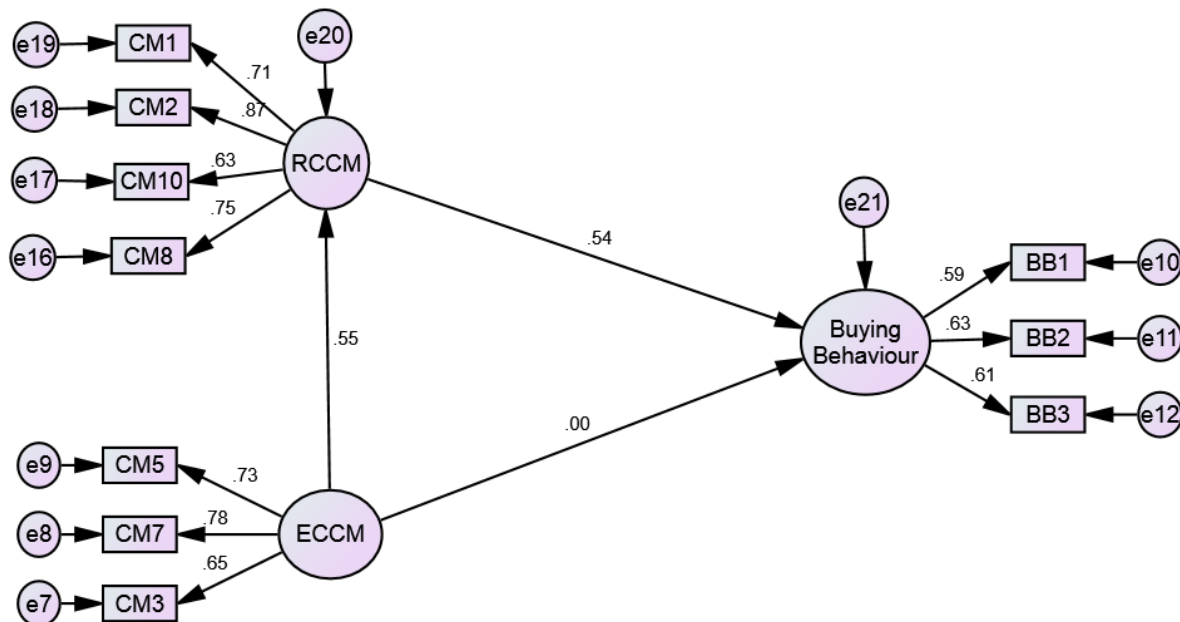 e19
CM1
e20
.71
e18
CM2
.87
e17
CM10
.63
RCCM
e16
CM8
.75
e21
.54
.59
BB1
e10
Buying
Behaviour
.63
BB2
e11
.61
BB3
e12
.55
.00
e9
CM5
.73
e8
CM7
.78
ECCM
.65
e7
CM3